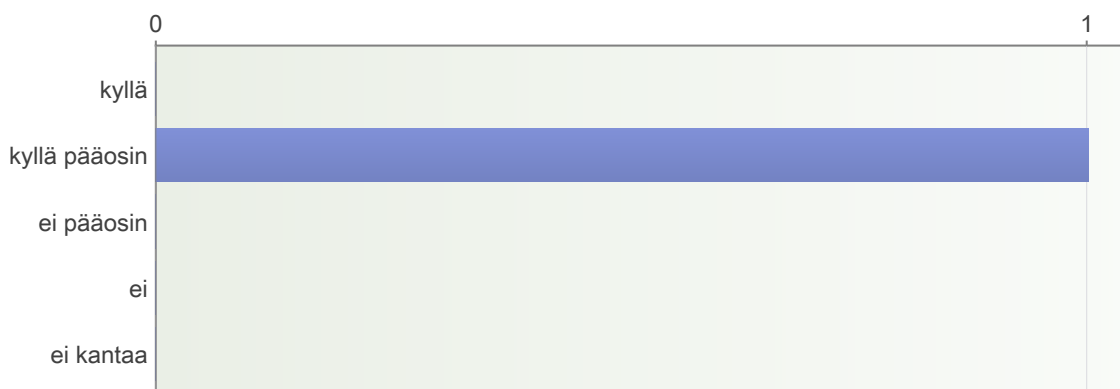 0 1
kyllä
kyllä pääosin
ei pääosin
ei
ei kantaa